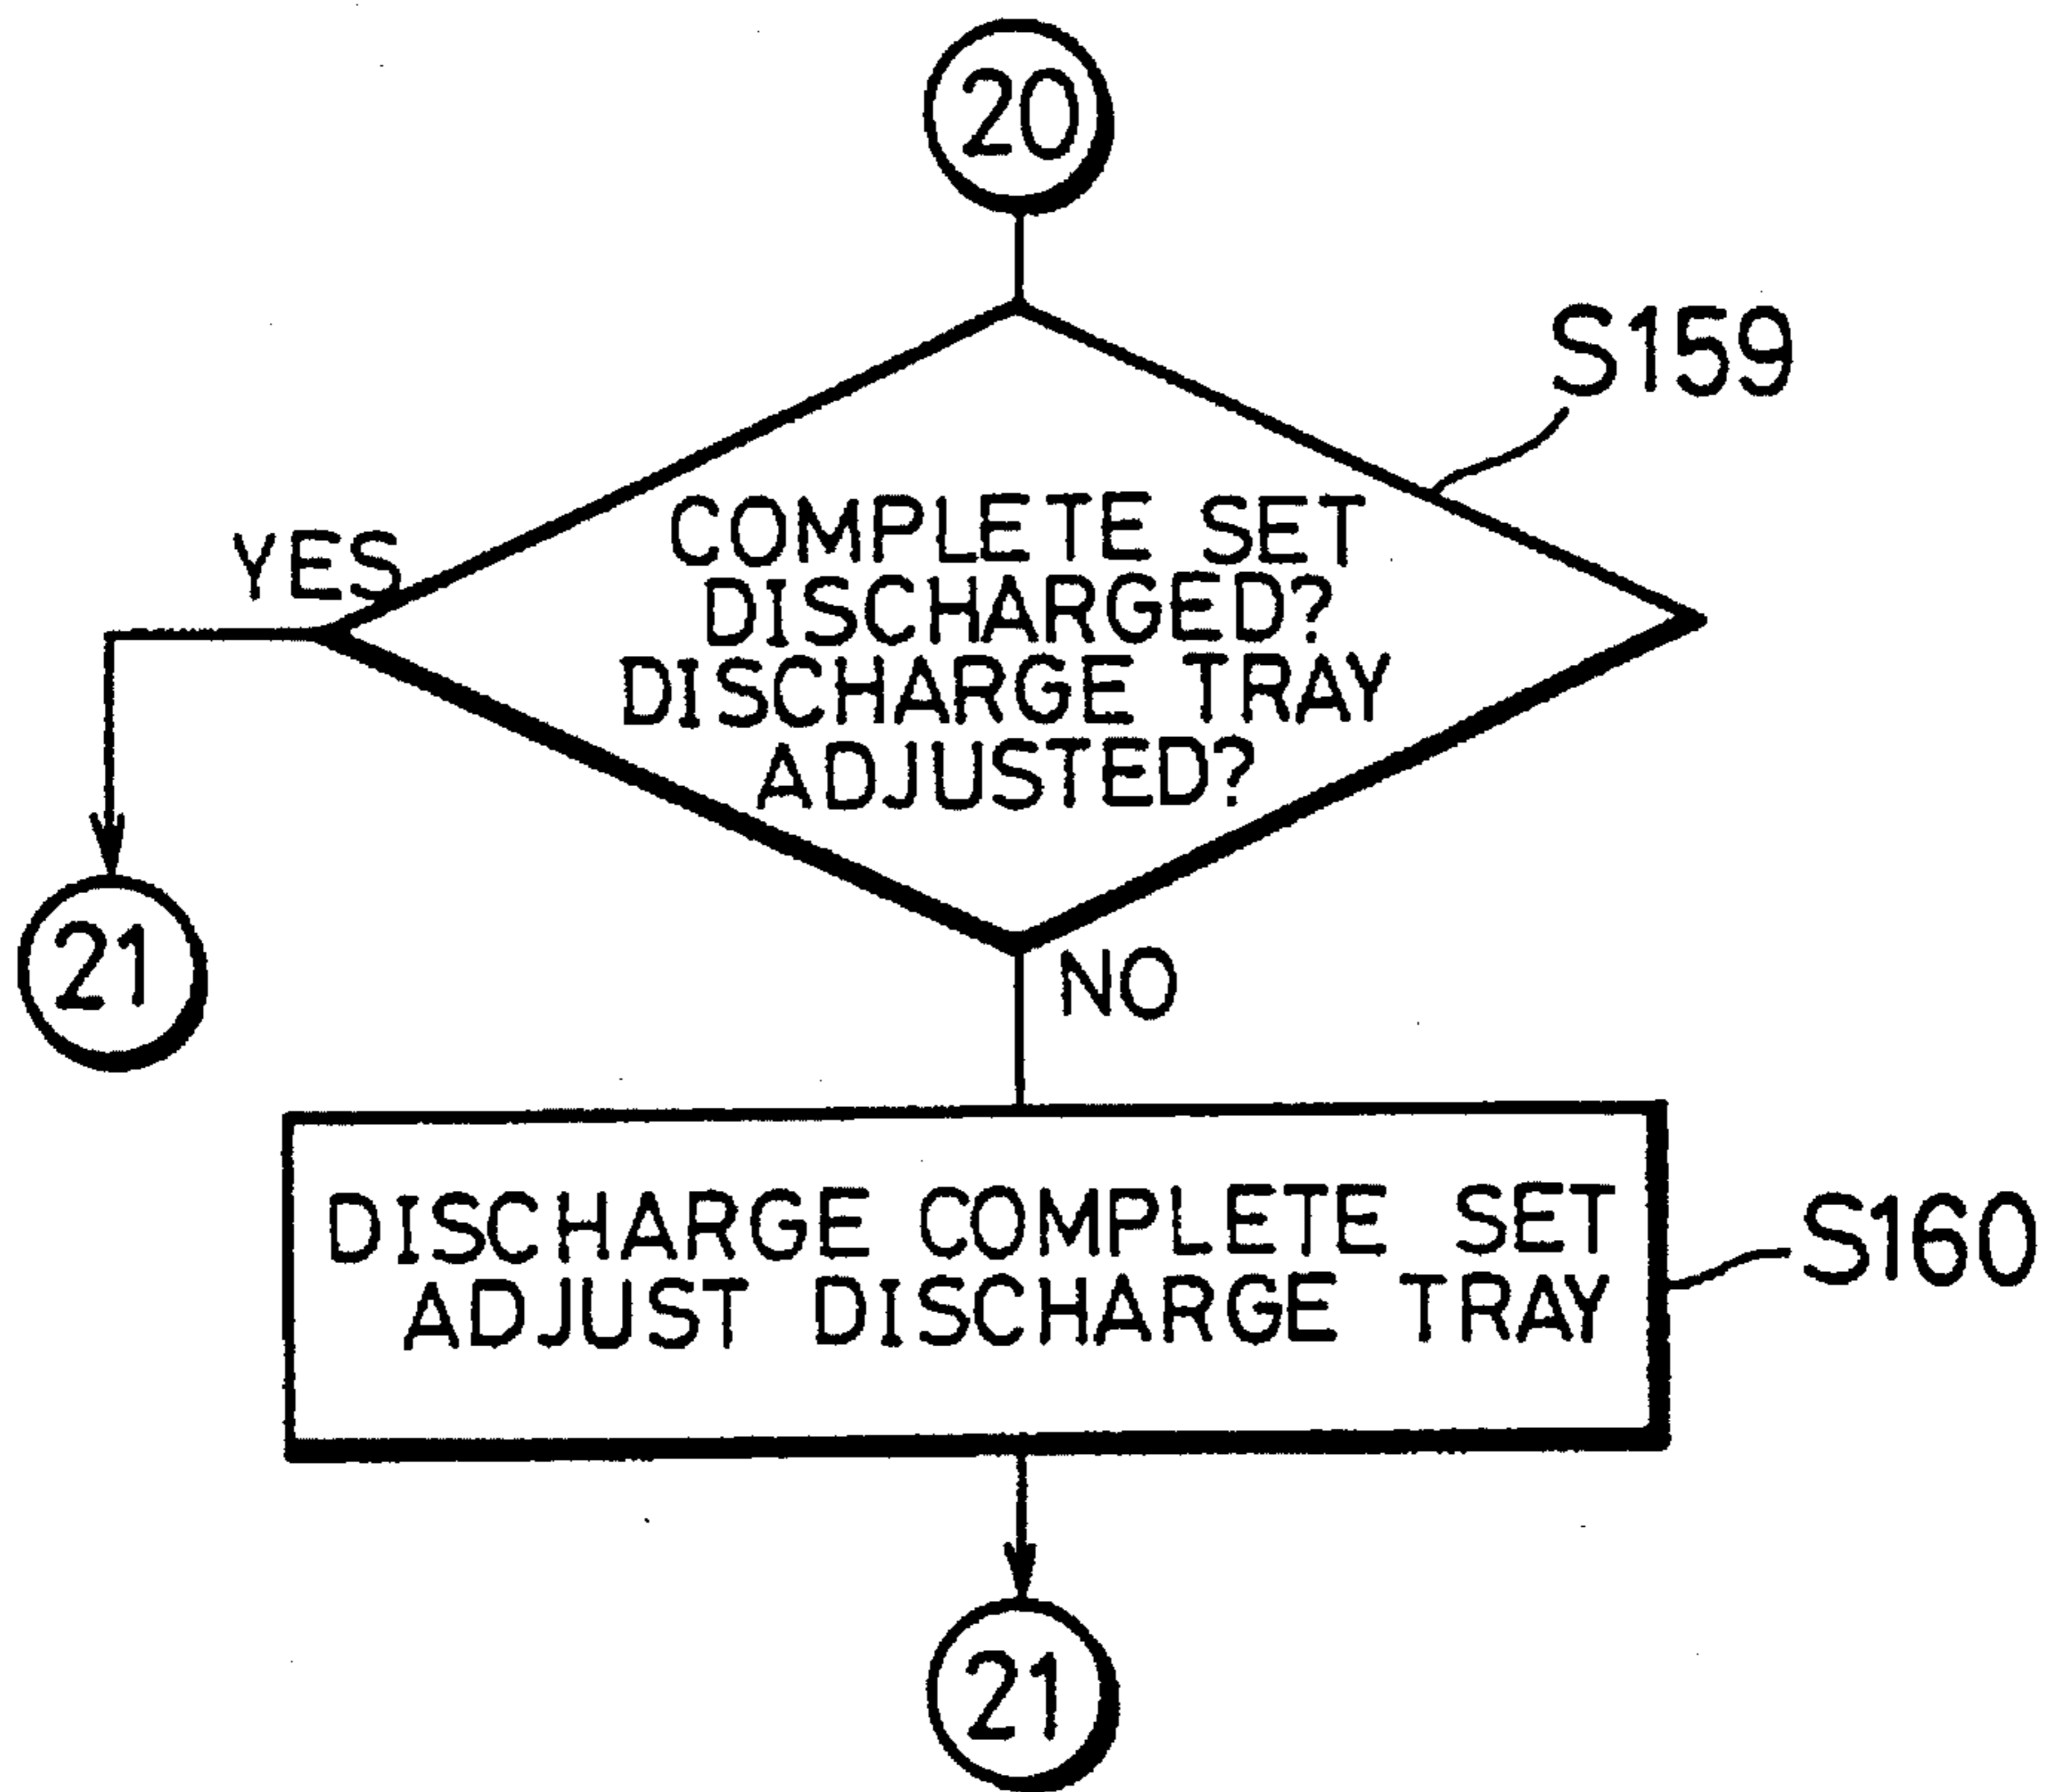 20
S159
YES
COMPLETE SET
DISCHARGED?
DISCHARGE TRAY
ADJUSTED?
21
NO
DISCHARGE COMPLETE SET
ADJUST DISCHARGE TRAY
S160
21